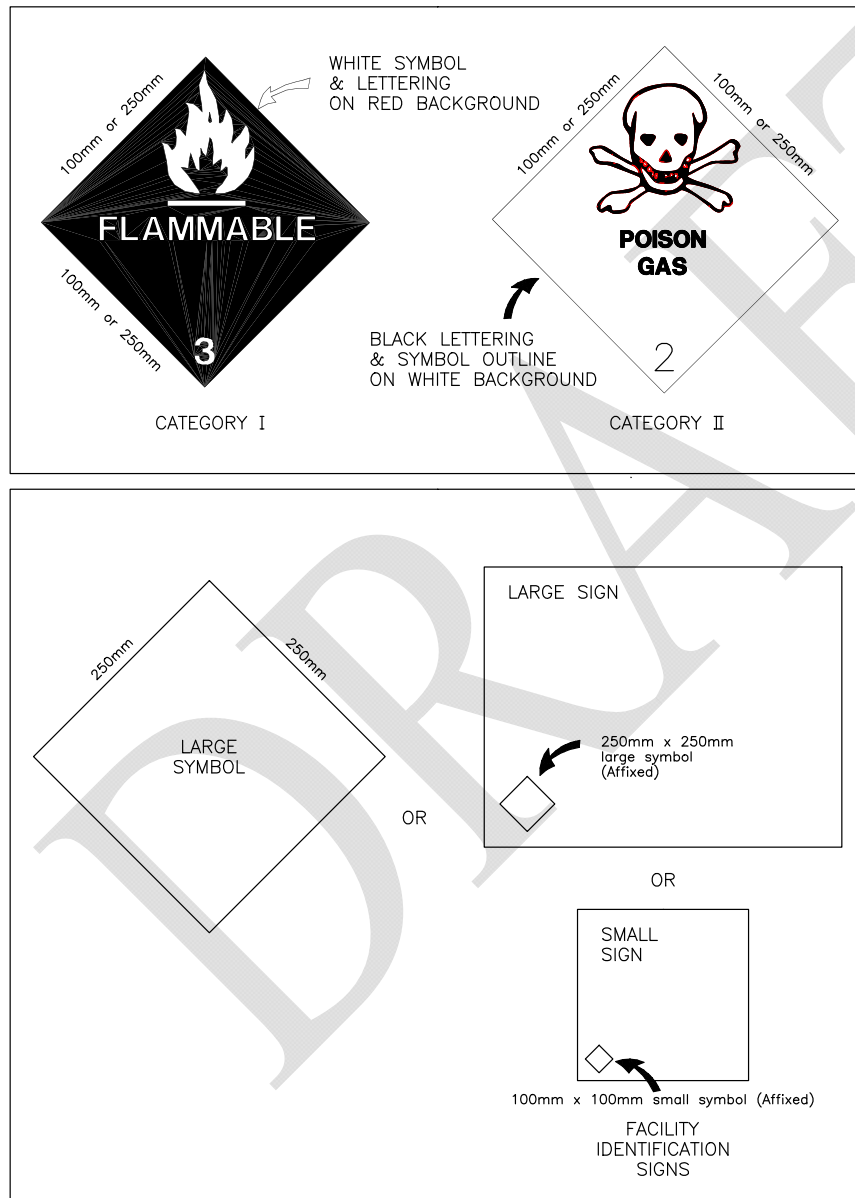 WHITE SYMBOL
& LETTERING
ON RED BACKGROUND
100mm or 250mm
FLAMMABLE
100mm or 250mm
3
CATEGORY I
100mm or 250mm
100mm or 250mm
POISON
GAS
BLACK LETTERING
& SYMBOL OUTLINE
ON WHITE BACKGROUND
2
CATEGORY II
250mm
250mm
LARGE
SYMBOL
OR
LARGE SIGN
250mm x 250mm
large symbol
(Affixed)
OR
SMALL
SIGN
100mm x 100mm small symbol (Affixed)
FACILITY
IDENTIFICATION
SIGNS
DRAFT